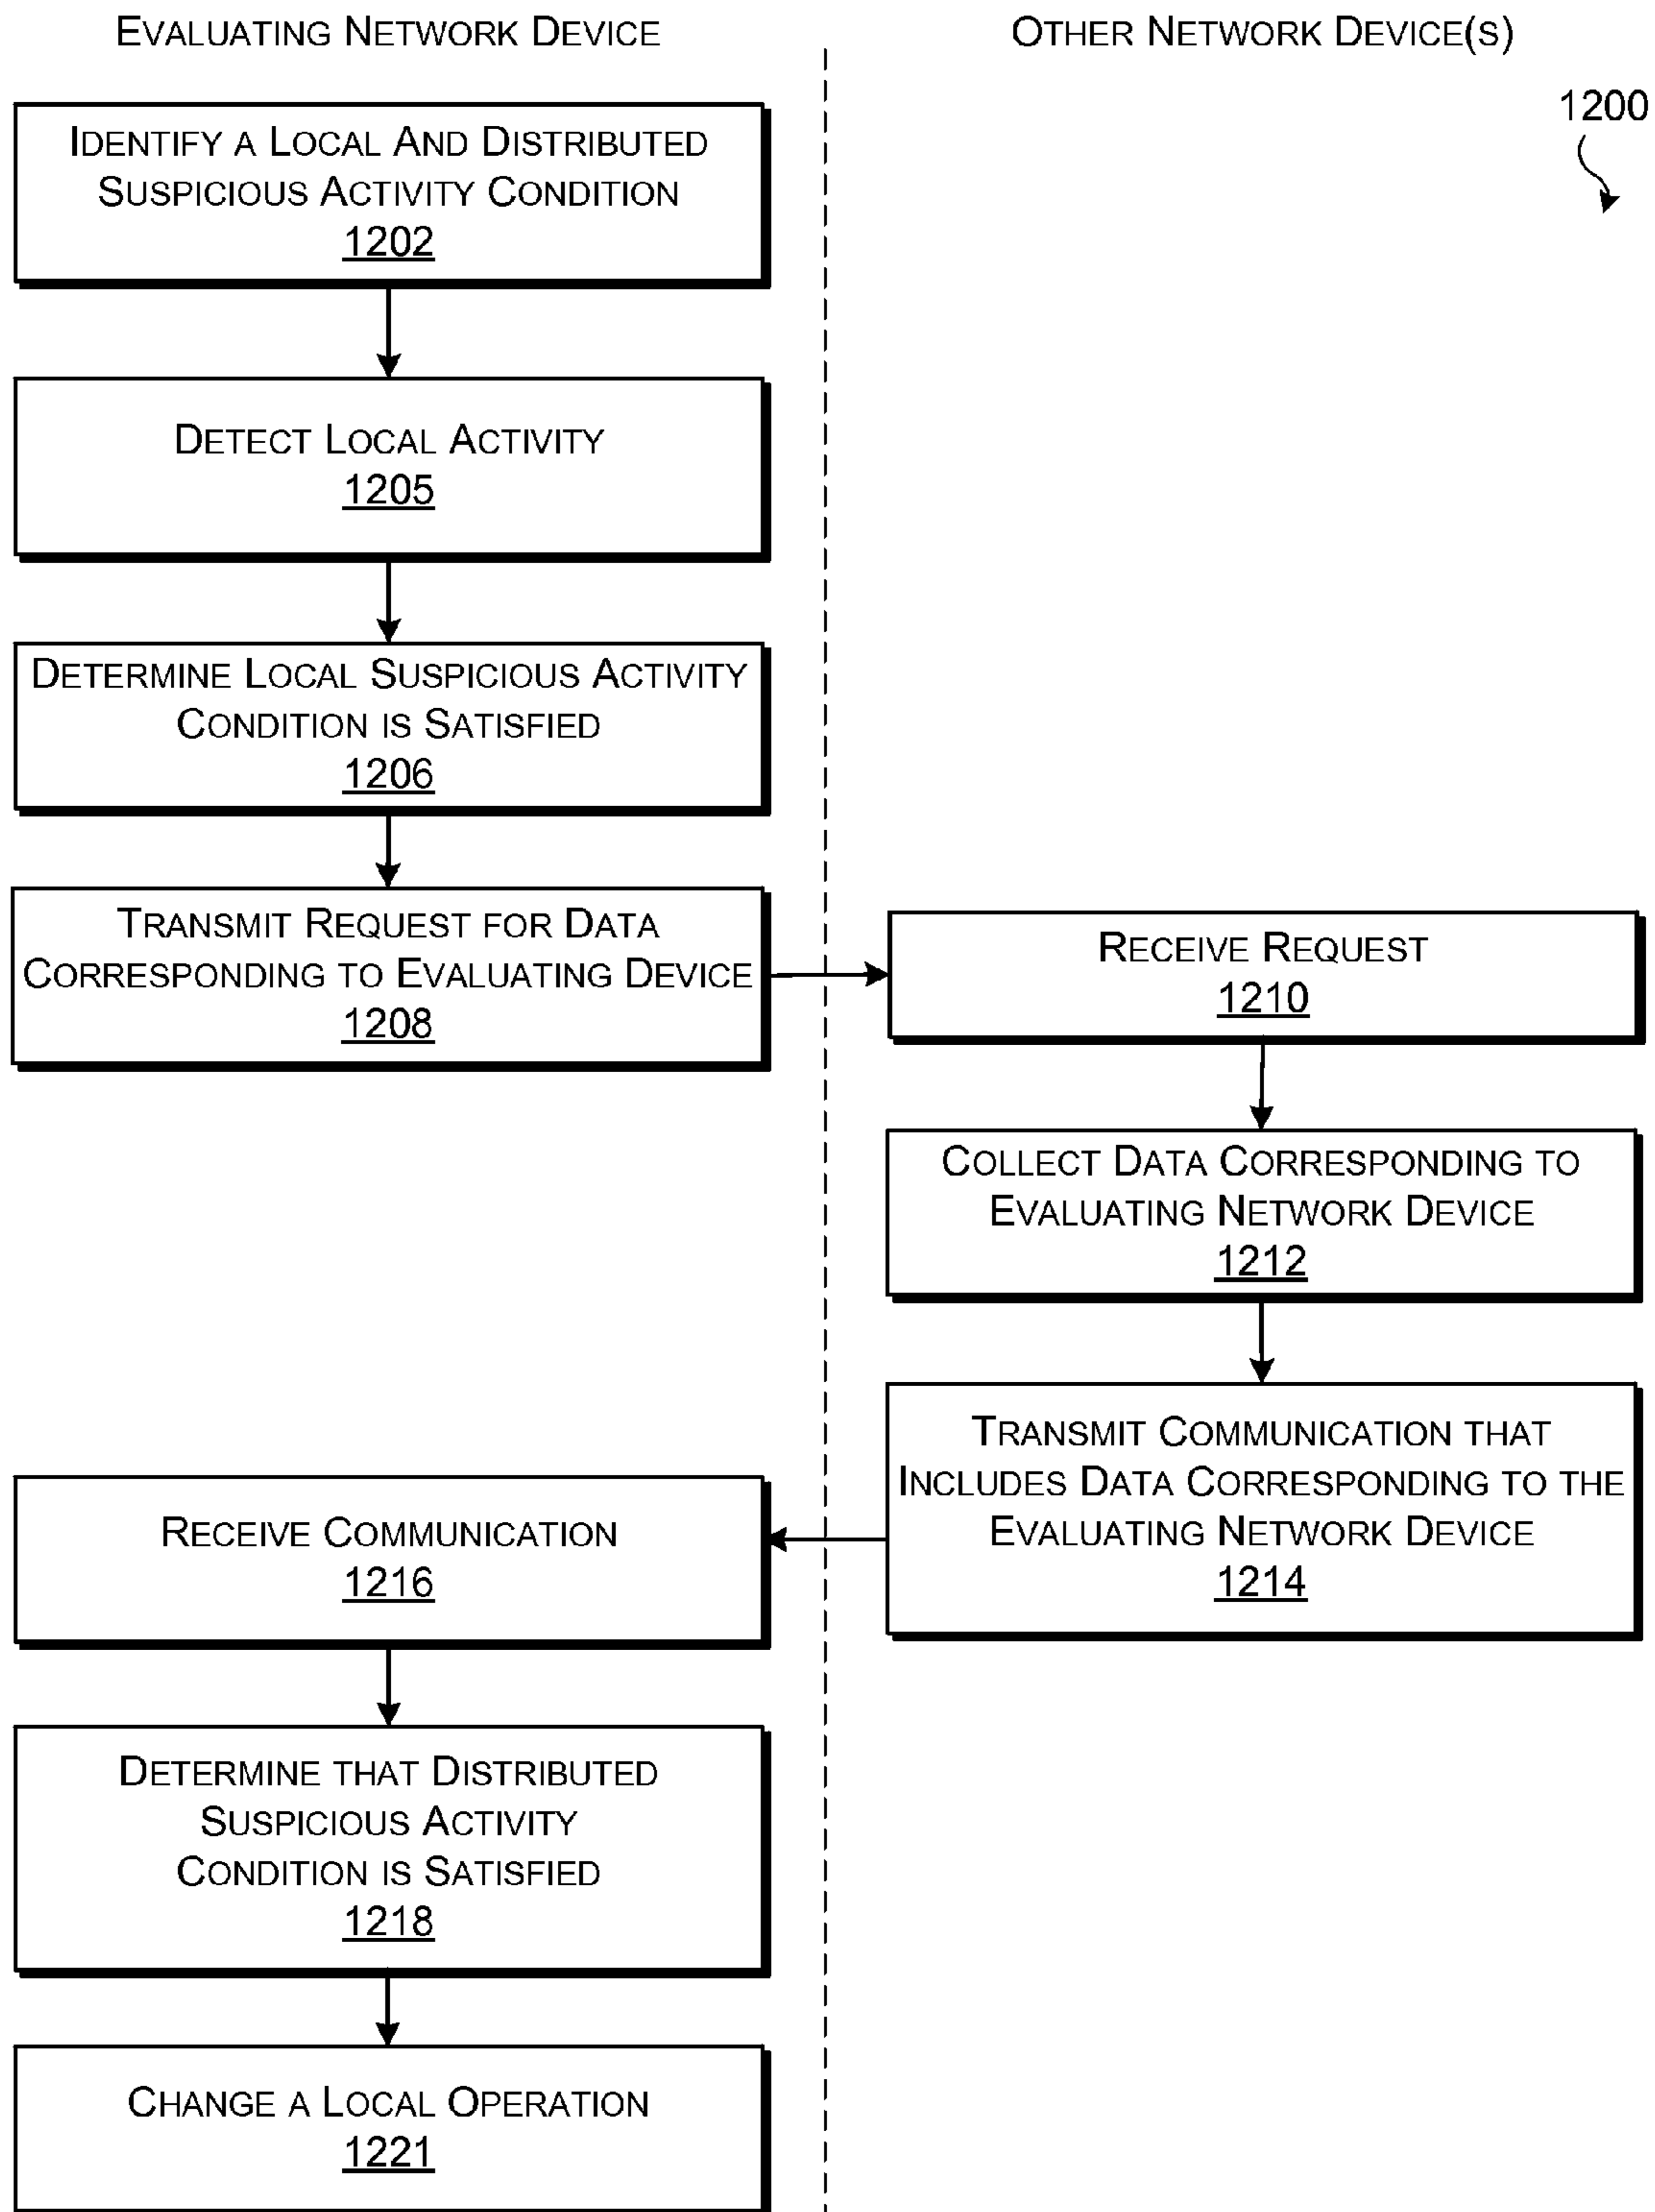 EVALUATING NETWORK DEVICE
OTHER NETWORK DEVICE(S)
1200
IDENTIFY A LOCAL AND DISTRIBUTED
SUSPICIOUS ACTIVITY CONDITION
1202
DETECT LOCAL ACTIVITY
1205
DETERMINE LOCAL SUSPICIOUS ACTIVITY
CONDITION IS SATISFIED
1206
TRANSMIT REQUEST FOR DATA
CORRESPONDING TO EVALUATING DEVICE
1208
RECEIVE REQUEST
1210
COLLECT DATA CORRESPONDING TO
EVALUATING NETWORK DEVICE
1212
TRANSMIT COMMUNICATION THAT
INCLUDES DATA CORRESPONDING TO THE
EVALUATING NETWORK DEVICE
1214
RECEIVE COMMUNICATION
1216
DETERMINE THAT DISTRIBUTED
SUSPICIOUS ACTIVITY
CONDITION IS SATISFIED
1218
CHANGE A LOCAL OPERATION
1221